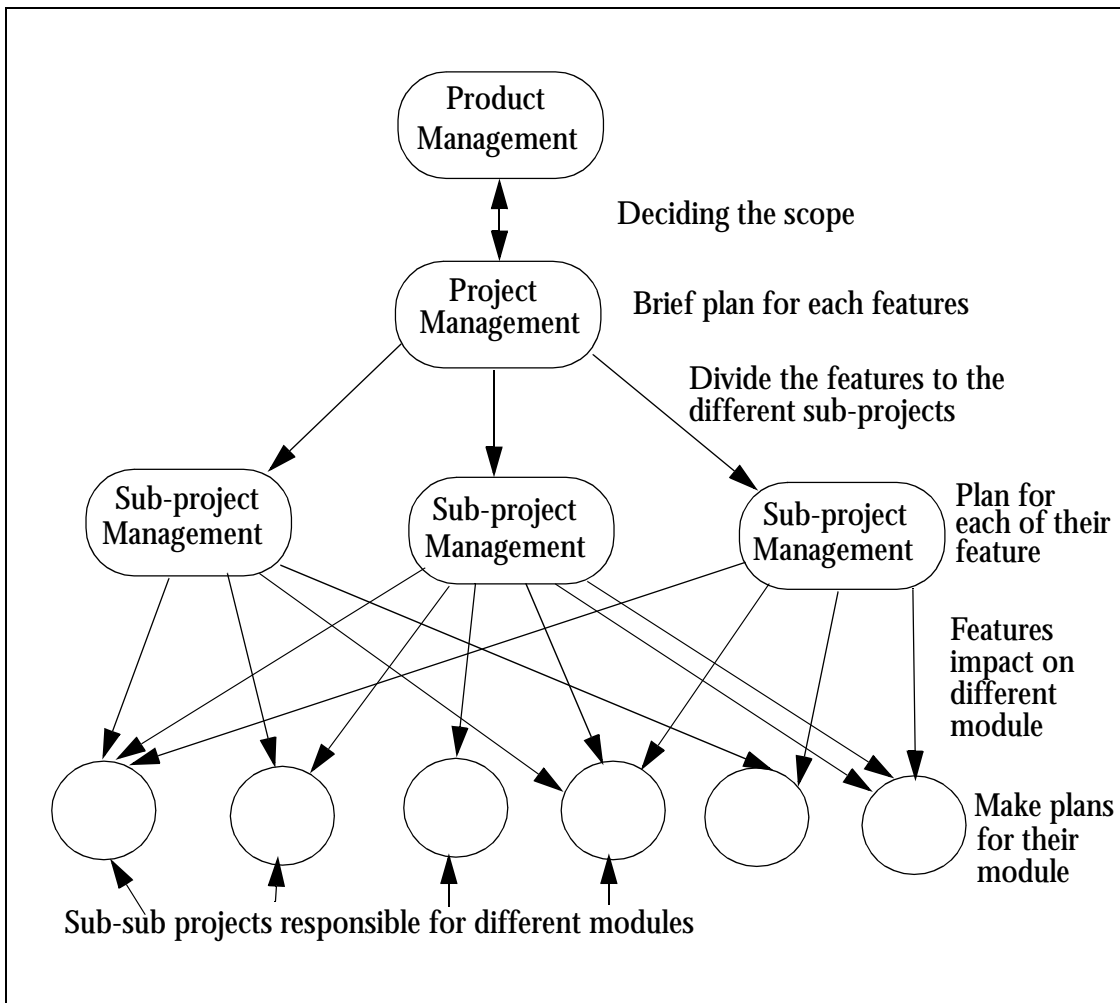 Product
Management
Deciding the scope
Project
Management
Brief plan for each features
Divide the features to the
different sub-projects
Sub-project
Management
Sub-project
Management
Sub-project
Management
Plan for
each of their
feature
Features
impact on
different
module
Make plans
for their
module
Sub-sub projects responsible for different modules